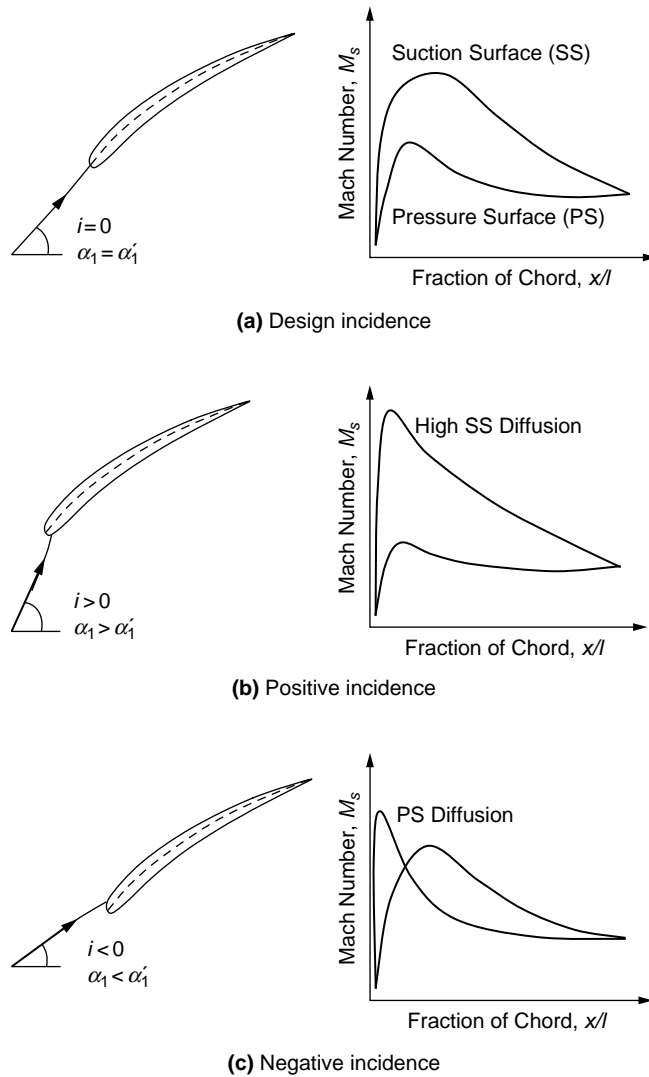 Suction Surface (SS)
Mach Number, Mₛ
i=0
α₁=α′₁
Pressure Surface (PS)
Fraction of Chord, x/l
(a) Design incidence
High SS Diffusion
Mach Number, Mₛ
i>0
α₁>α′₁
Fraction of Chord, x/l
(b) Positive incidence
PS Diffusion
Mach Number, Mₛ
i<0
α₁<α′₁
Fraction of Chord, x/l
(c) Negative incidence